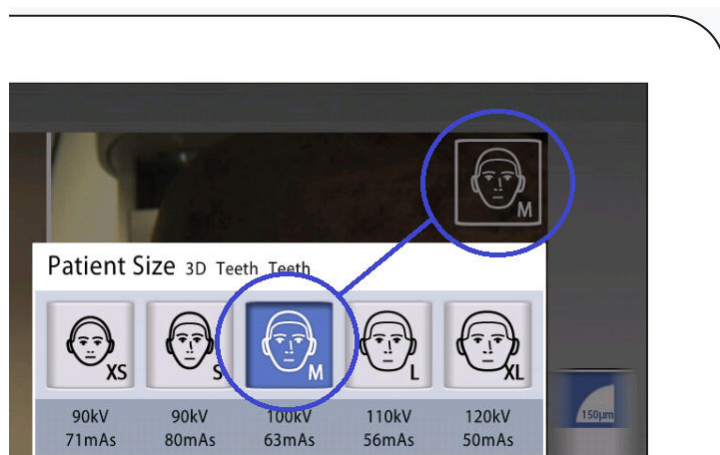 M
Patient Size 3D Teeth Teeth
XS S M L XL
90kV 90kV 100kV 110kV 120kV
71mAs 80mAs 63mAs 56mAs 50mAs
150µm